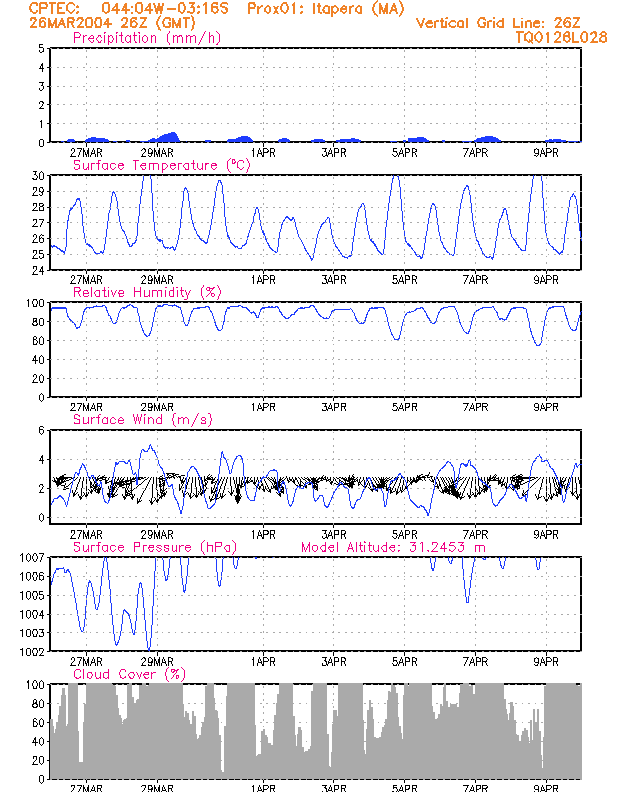 CPTEC: 044:04W-03:16S Prox01: Itapera (MA)
26MAR2004 26Z (GMT) Vertical Grid Line: 26Z
Precipitation (mm/h) TQ0126L028
5
4
3
2
1
0
27MAR 29MAR 1APR 3APR 5APR 7APR 9APR
Surface Temperature (ºC)
30
29
28
27
26
25
24
27MAR 29MAR 1APR 3APR 5APR 7APR 9APR
Relative Humidity (%)
100
80
60
40
20
0
27MAR 29MAR 1APR 3APR 5APR 7APR 9APR
Surface Wind (m/s)
6
4
2
0
27MAR 29MAR 1APR 3APR 5APR 7APR 9APR
Surface Pressure (hPa) Model Altitude: 31.2453 m
1007
1006
1005
1004
1003
1002
27MAR 29MAR 1APR 3APR 5APR 7APR 9APR
Cloud Cover (%)
100
80
60
40
20
0
27MAR 29MAR 1APR 3APR 5APR 7APR 9APR